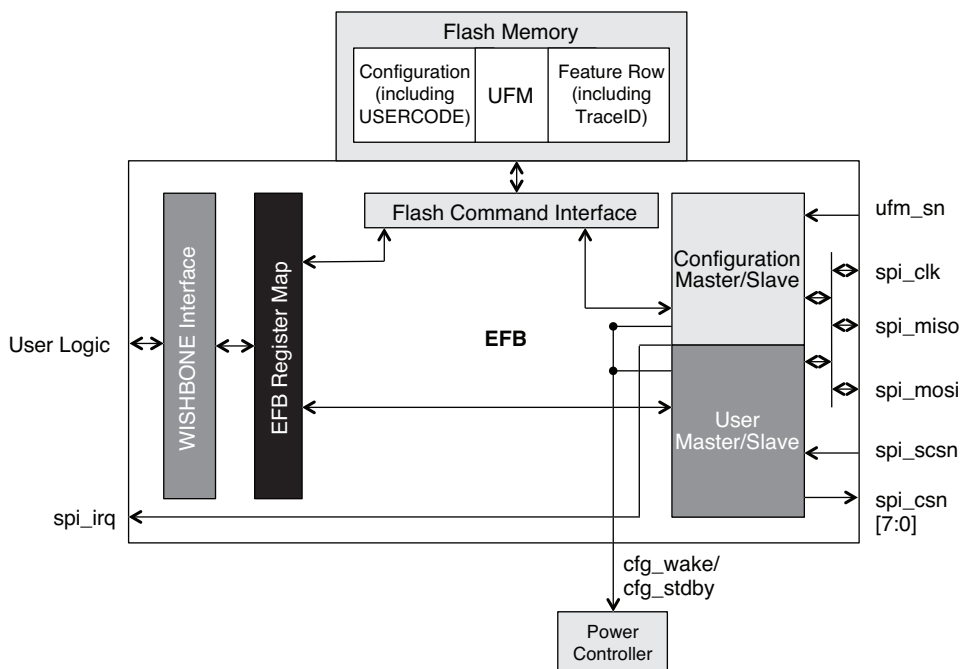 Flash Memory
Configuration
(including
USERCODE)
UFM
Feature Row
(including
TraceID)
Flash Command Interface
WISHBONE Interface
EFB Register Map
EFB
Configuration
Master/Slave
User
Master/Slave
User Logic
spi_irq
ufm_sn
spi_clk
spi_miso
spi_mosi
spi_scsn
spi_csn
[7:0]
cfg_wake/
cfg_stdby
Power
Controller